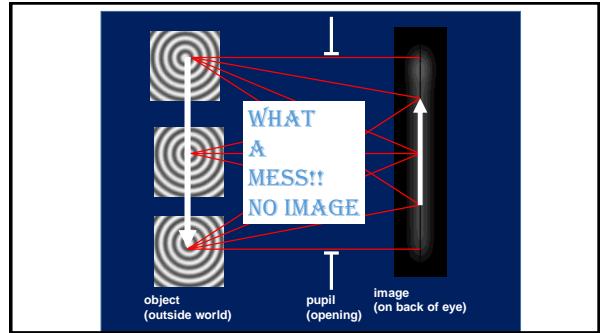 WHAT
A
MESS!!
NO IMAGE
object
(outside world)
pupil
(opening)
image
(on back of eye)